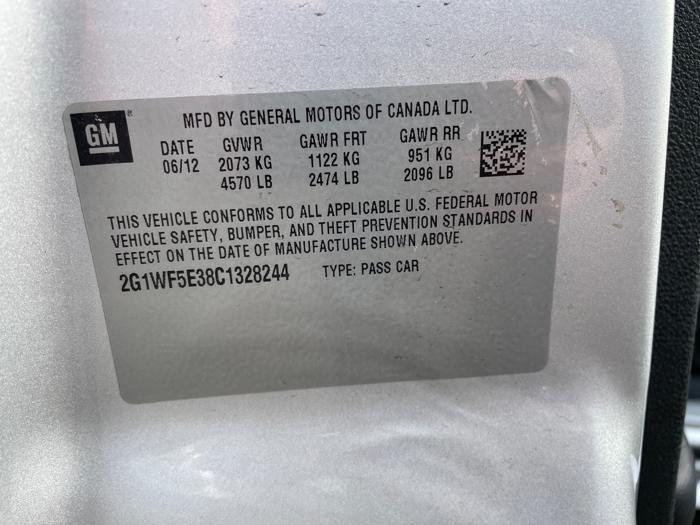 GM
MFD BY GENERAL MOTORS OF CANADA LTD.
DATE GVWR GAWR FRT GAWR RR
06/12 2073 KG 1122 KG 951 KG
4570 LB 2474 LB 2096 LB
THIS VEHICLE CONFORMS TO ALL APPLICABLE U.S. FEDERAL MOTOR
VEHICLE SAFETY, BUMPER, AND THEFT PREVENTION STANDARDS IN
EFFECT ON THE DATE OF MANUFACTURE SHOWN ABOVE.
2G1WF5E38C1328244 TYPE: PASS CAR